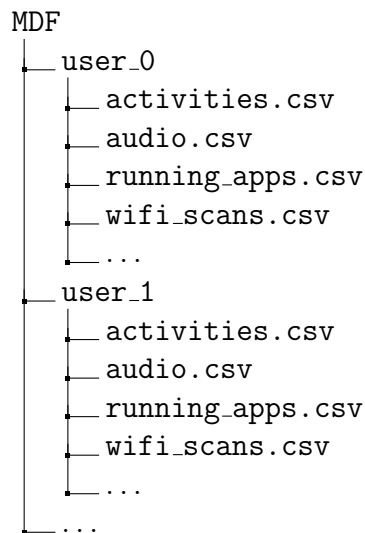 MDF
user_0
activities.csv
audio.csv
running_apps.csv
wifi_scans.csv
...
user_1
activities.csv
audio.csv
running_apps.csv
wifi_scans.csv
...
...